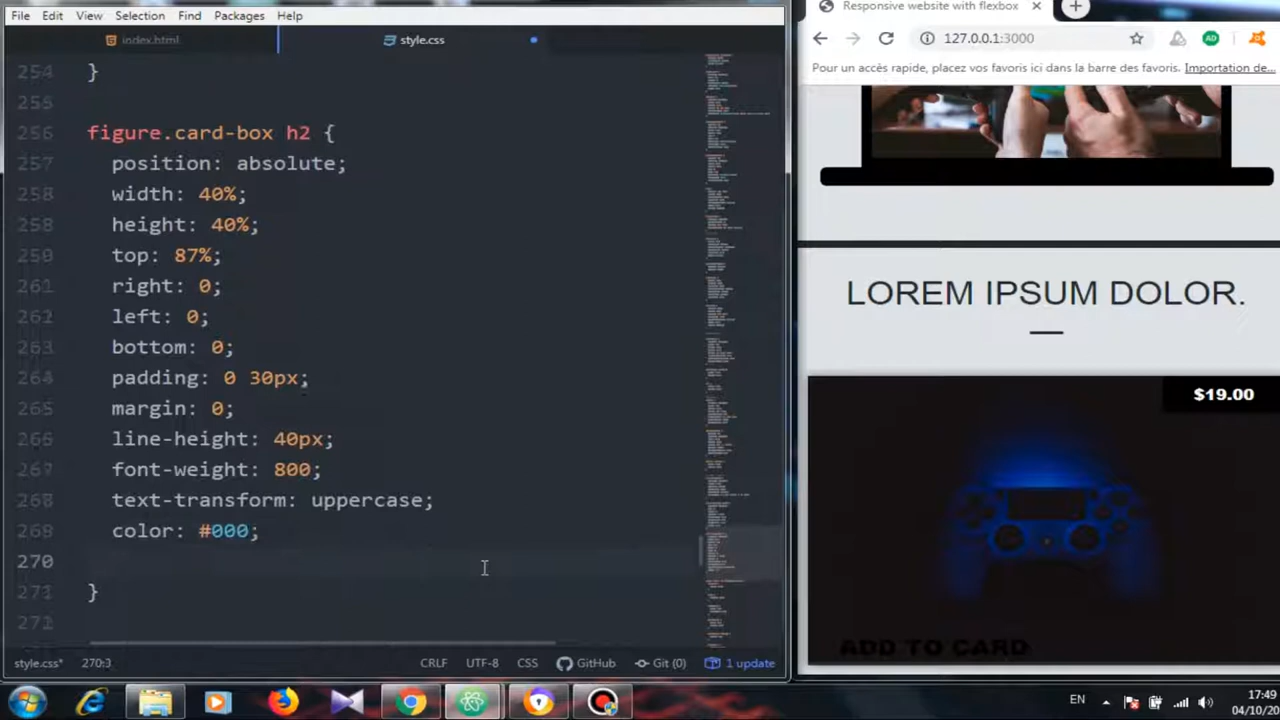 File Edit View Selection Find Packages Help
Responsive website with flexbox
index.html
style.css
127.0.0.1:3000
Pour un accès rapide, placez vos favoris ici dans la barre des favoris. Importation de...
254 }
255
256 figure.card-box h2 {
257 position: absolute;
258 width: 40%;
259 height: 40%;
260 top: 87%;
261 right: 0;
262 left: 0;
263 bottom: 0;
264 padding: 0 30px;
265 margin: 0;
266 line-height: 40px;
267 font-weight: 800;
268 text-transform uppercase;
color: #000;
270
}
LOREM IPSUM DOLOR.
$19.00
ADD TO CARD
style.css* 270:3 CRLF UTF-8 CSS GitHub Git (0) 1 update
EN 17:49
04/10/20